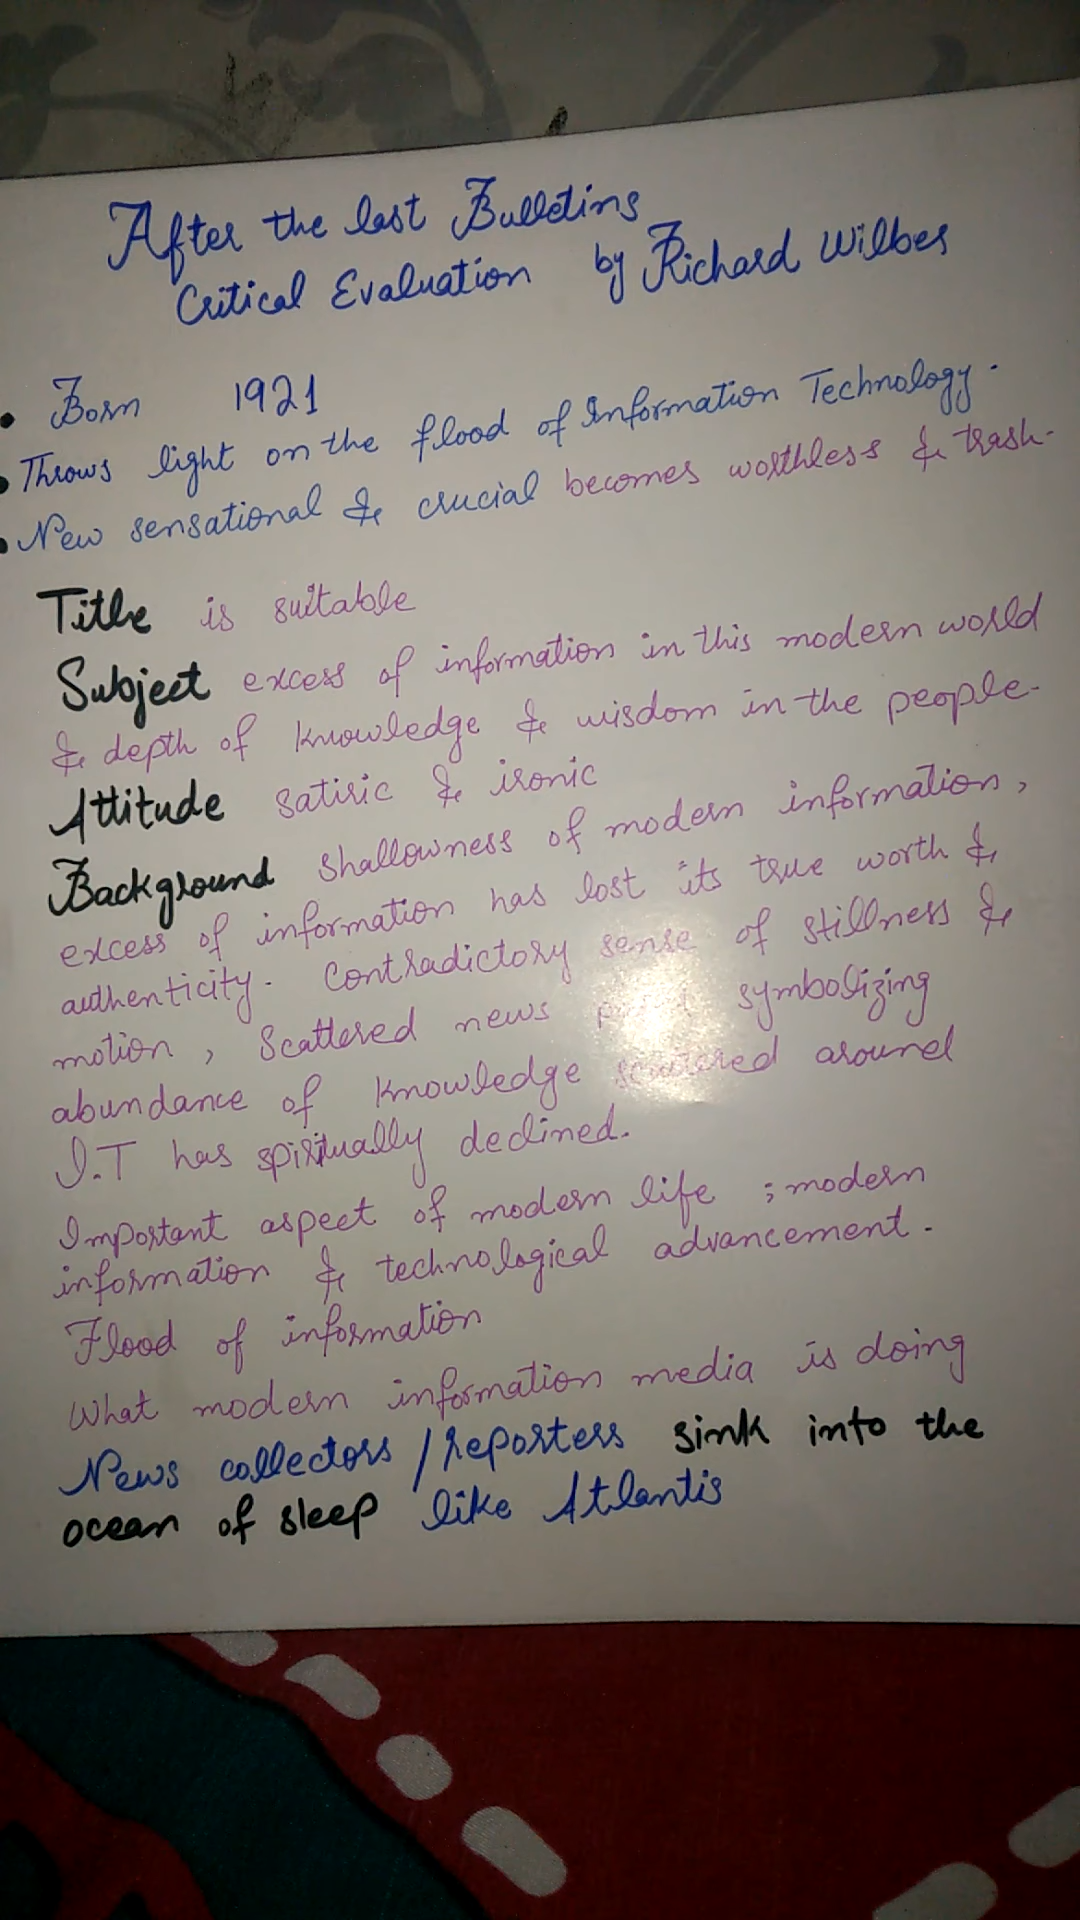 After the last Bulletins
Critical Evaluation by Richard Wilber
• Born 1921
• Throws light on the flood of Information Technology.
• New sensational & crucial becomes worthless & trash.
Title is suitable
Subject excess of information in this modern world
& depth of knowledge & wisdom in the people.
Attitude satiric & ironic
Background shallowness of modern information,
excess of information has lost its true worth &
authenticity. Contradictory sense of stillness &
motion, Scattered news symbolizing
abundance of knowledge scattered around
I.T has spiritually declined.
Important aspect of modern life ; modern
information & technological advancement.
Flood of information
What modern information media is doing
News collectors / reporters sink into the
ocean of sleep like Atlantis